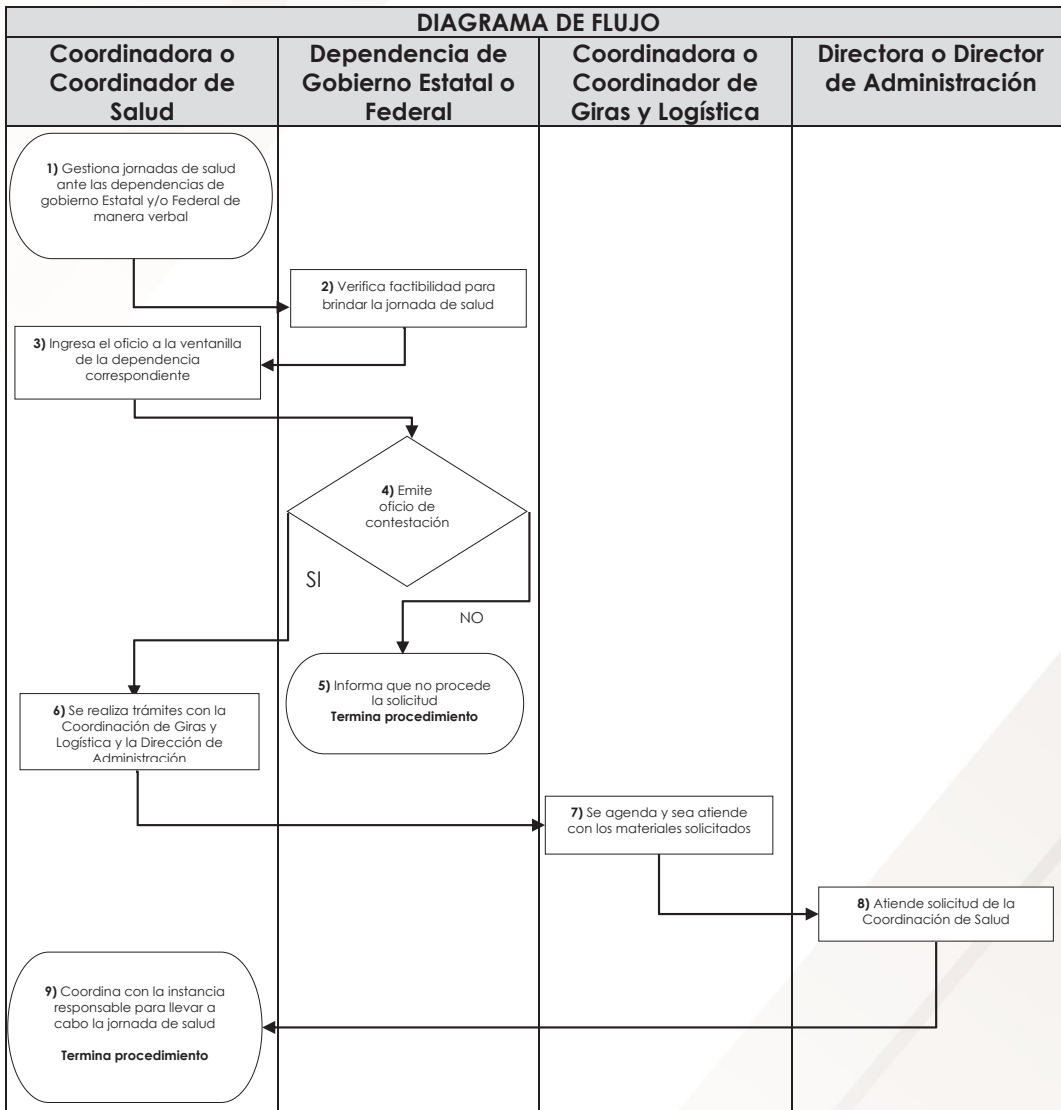 DIAGRAMA DE FLUJO
Coordinadora o
Coordinador de
Salud
Dependencia de
Gobierno Estatal o
Federal
Coordinadora o
Coordinador de
Giras y Logística
Directora o Director
de Administración
1) Gestiona jornadas de salud
ante las dependencias de
gobierno Estatal y/o Federal de
manera verbal
2) Verifica factibilidad para
brindar la jornada de salud
3) Ingresa el oficio a la ventanilla
de la dependencia
correspondiente
4) Emite
oficio de
contestación
SI
NO
5) Informa que no procede
la solicitud
Termina procedimiento
6) Se realiza trámites con la
Coordinación de Giras y
Logística y la Dirección de
Administración
7) Se agenda y sea atiende
con los materiales solicitados
8) Atiende solicitud de la
Coordinación de Salud
9) Coordina con la instancia
responsable para llevar a
cabo la jornada de salud
Termina procedimiento